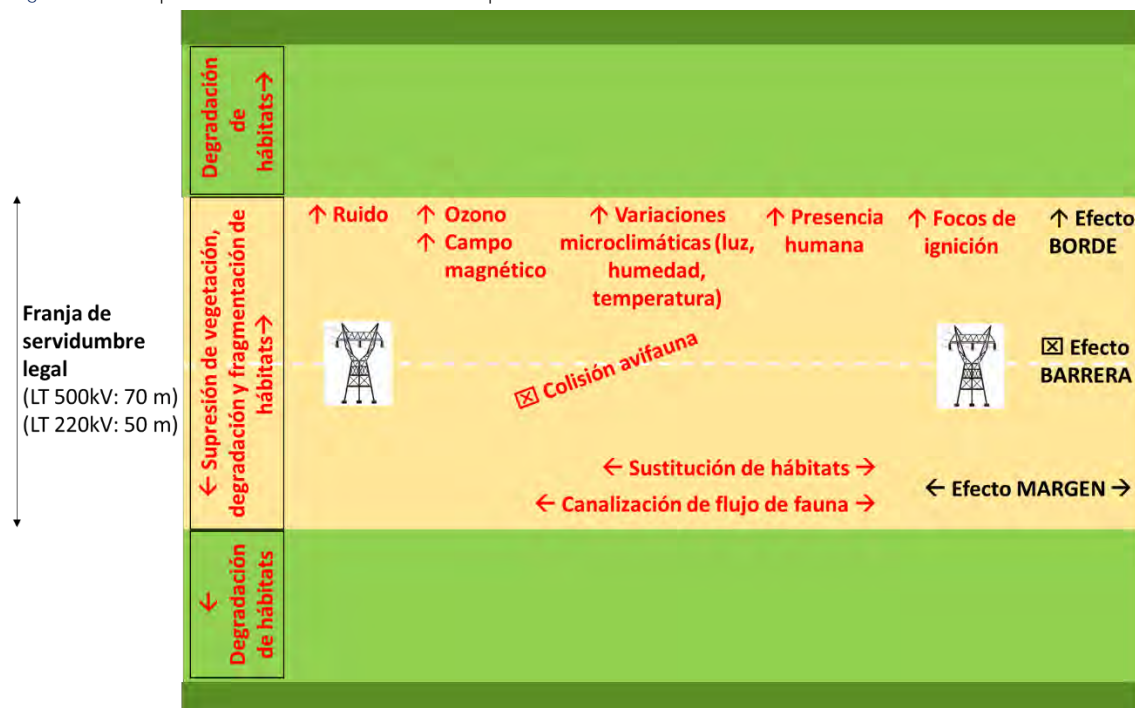 Degradación
de
hábitats→
↑ Ruido
↑ Ozono
↑ Campo
magnético
↑ Variaciones
microclimáticas (luz,
humedad,
temperatura)
↑ Presencia
humana
↑ Focos de
ignición
↑ Efecto
BORDE
Franja de
servidumbre
legal
(LT 500kV: 70 m)
(LT 220kV: 50 m)
← Supresión de vegetación,
degradación y fragmentación de
hábitats→
☒ Colisión avifauna
☒ Efecto
BARRERA
← Sustitución de hábitats →
← Canalización de flujo de fauna →
← Efecto MARGEN →
←
Degradación
de hábitats